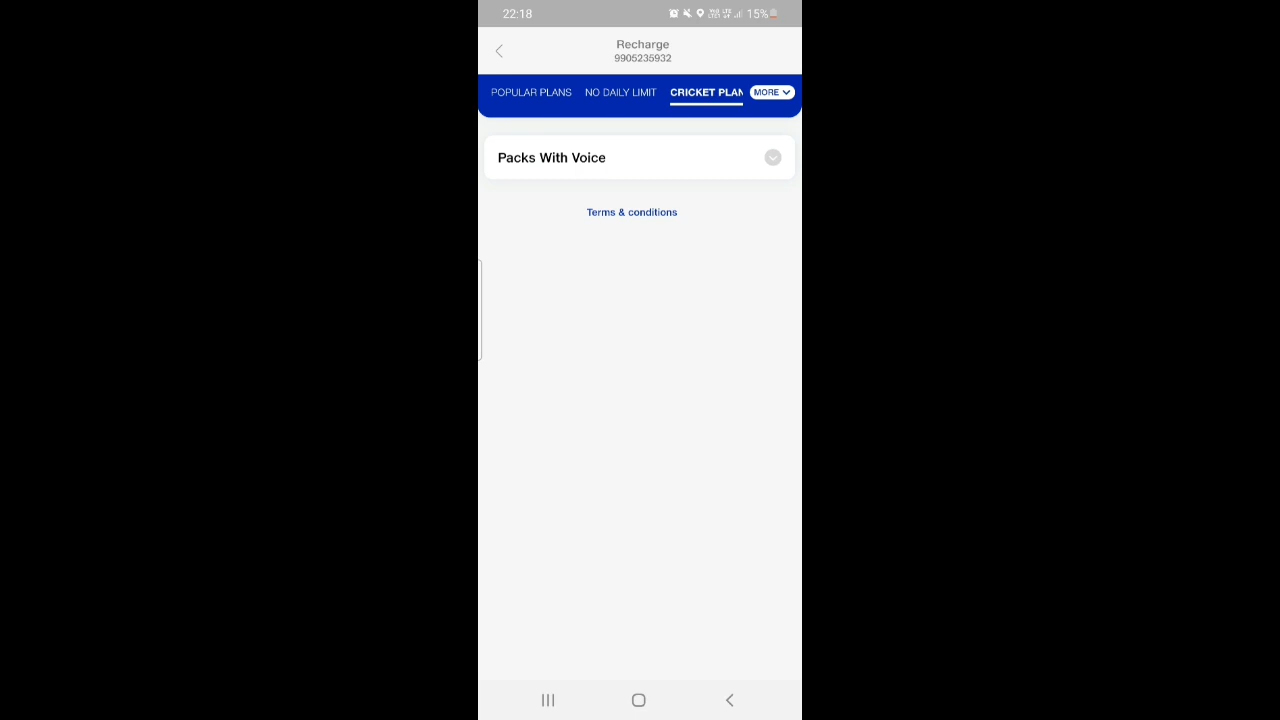 22:18
15%
Recharge
9905235932
POPULAR PLANS NO DAILY LIMIT CRICKET PLAN MORE
Packs With Voice
Terms & conditions